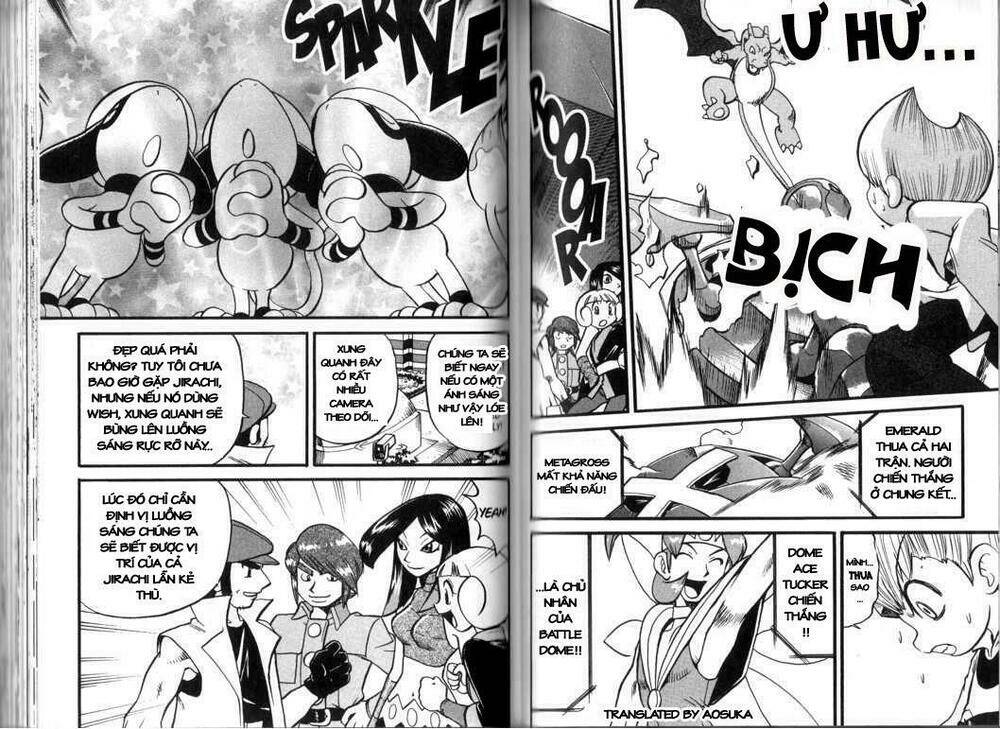 Ư HƯ...
ROOOOH
R
BỊCH
EMERALD
THUA CẢ HAI
TRẬN. NGƯỜI
CHIẾN THẮNG
Ở CHUNG KẾT...
METAGROSS
MẤT KHẢ NĂNG
CHIẾN ĐẤU!
MÌNH...
THUA
SAO
...
DOME
ACE
TUCKER
CHIẾN
THẮNG
!!
...LÀ CHỦ
NHÂN
CỦA
BATTLE
DOME!!
TRANSLATED BY AOSUKA
SPARKLE
CHÚNG TA SẼ
BIẾT NGAY
NẾU CÓ MỘT
ÁNH SÁNG
NHƯ VẬY LÓE
LÊN!
LY!
XUNG
QUANH ĐÂY
CÓ RẤT
NHIỀU
CAMERA
THEO DÕI...
ĐẸP QUÁ PHẢI
KHÔNG? TUY TÔI CHƯA
BAO GIỜ GẶP JIRACHI,
NHƯNG NẾU NÓ DÙNG
WISH, XUNG QUANH SẼ
BÙNG LÊN LUỒNG
SÁNG RỰC RỠ NÀY...
YEAH!
LÚC ĐÓ CHỈ CẦN
ĐỊNH VỊ LUỒNG
SÁNG CHÚNG TA
SẼ BIẾT ĐƯỢC VỊ
TRÍ CỦA CẢ
JIRACHI LẪN KẺ
THÙ.